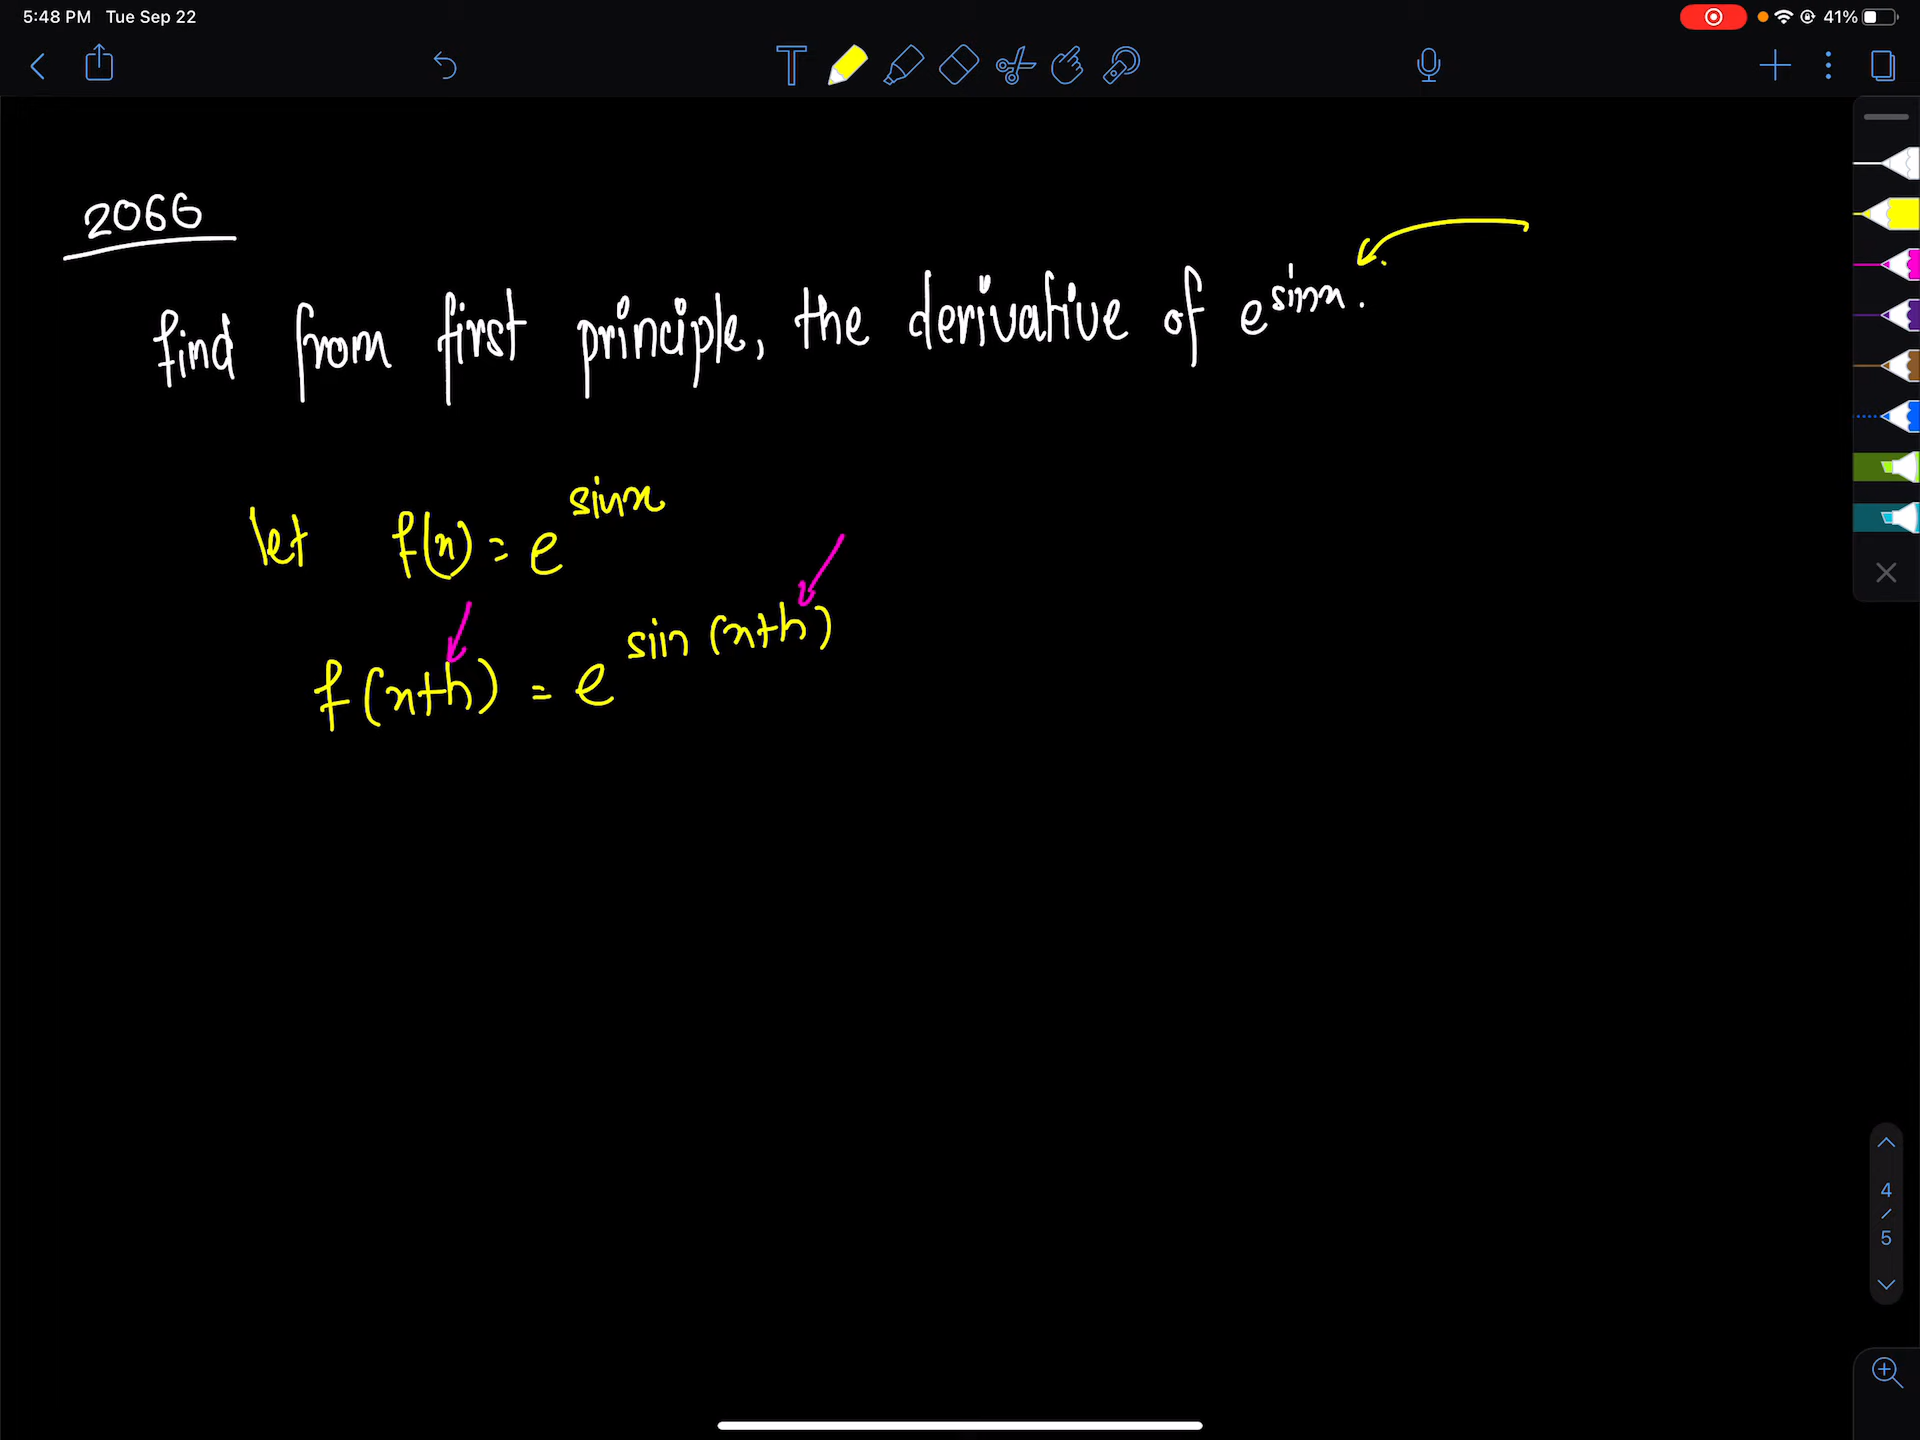 5:48 PM Tue Sep 22
41%
T
2066
find from first principle, the derivative of e^sinx.
let f(x) = e^sinx
f(x+h) = e^sin(x+h)
4
/
5